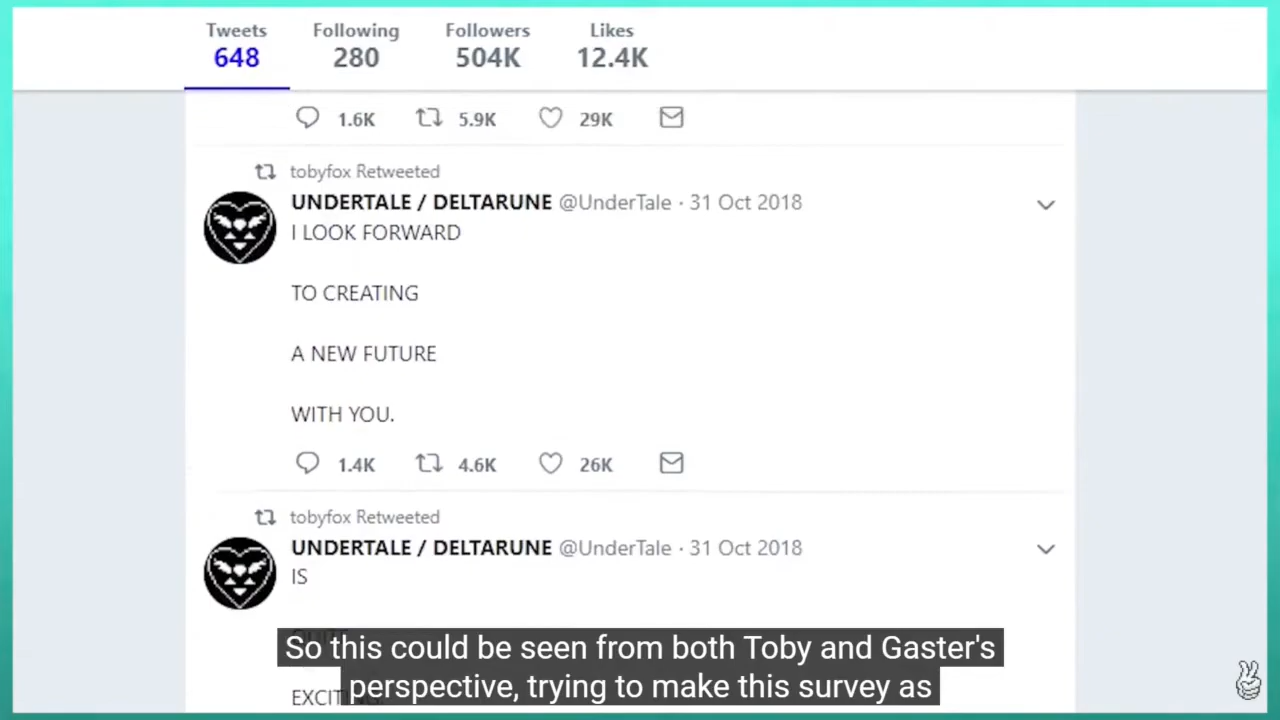 Tweets Following Followers Likes
648 280 504K 12.4K
1.6K 5.9K 29K
tobyfox Retweeted
UNDERTALE / DELTARUNE @UnderTale · 31 Oct 2018
I LOOK FORWARD
TO CREATING
A NEW FUTURE
WITH YOU.
1.4K 4.6K 26K
tobyfox Retweeted
UNDERTALE / DELTARUNE @UnderTale · 31 Oct 2018
IS
So this could be seen from both Toby and Gaster's
perspective, trying to make this survey as